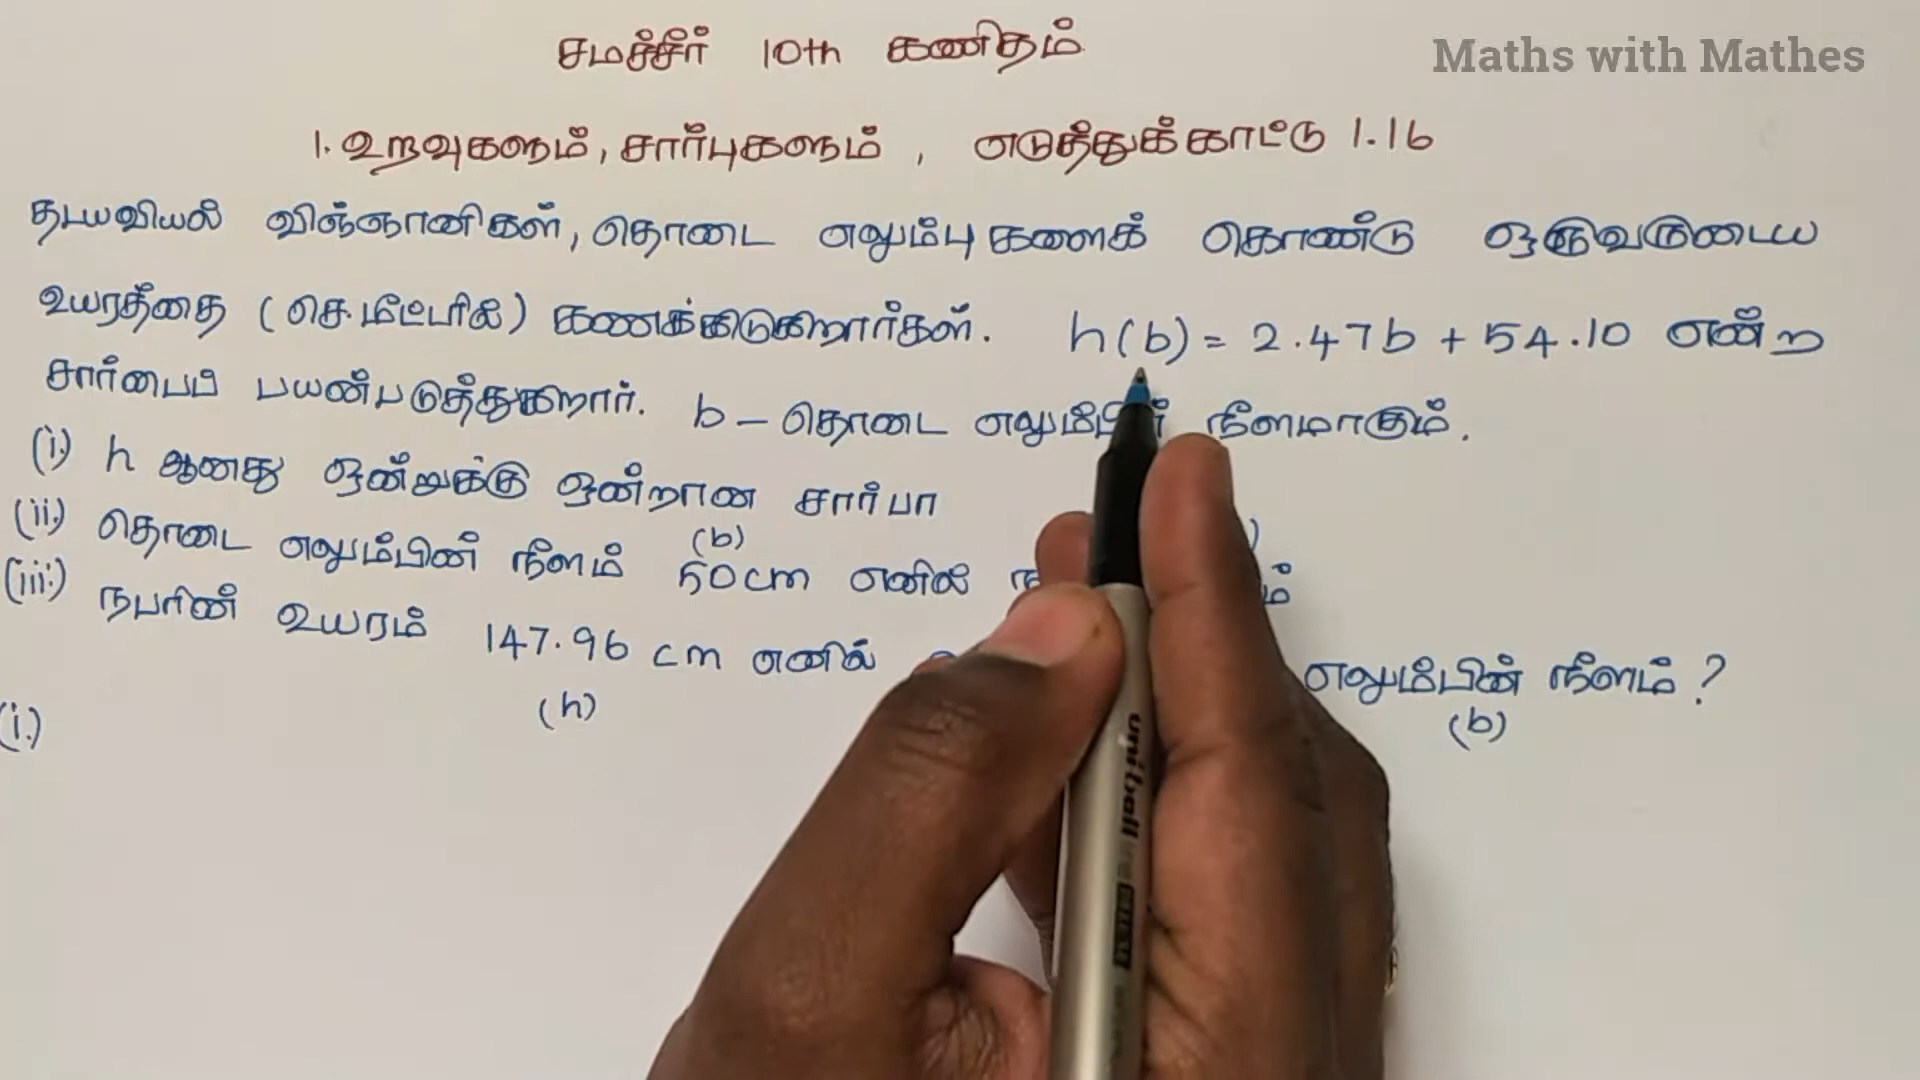 சமச்சீர் 10th கணிதம்
Maths with Mathes
1. உறவுகளும், சார்புகளும் , எடுத்துக்காட்டு 1.16
தடயவியல் விஞ்ஞானிகள், தொடை எலும்புகளைக் கொண்டு ஒருவருடைய
உயரத்தை (செ.மீட்டரில்) கணக்கிடுகிறார்கள். h(b) = 2.47b + 54.10 என்ற
சார்பைப் பயன்படுத்துகிறார். b - தொடை எலும்பின் நீளமாகும்.
(i.) h ஆனது ஒன்றுக்கு ஒன்றான சார்பா
(ii.) தொடை எலும்பின் நீளம் 50cm எனில்
(b)
(iii.) நபரின் உயரம் 147.96 cm எனில் எலும்பின் நீளம் ?
(h) (b)
(i.)
uniball